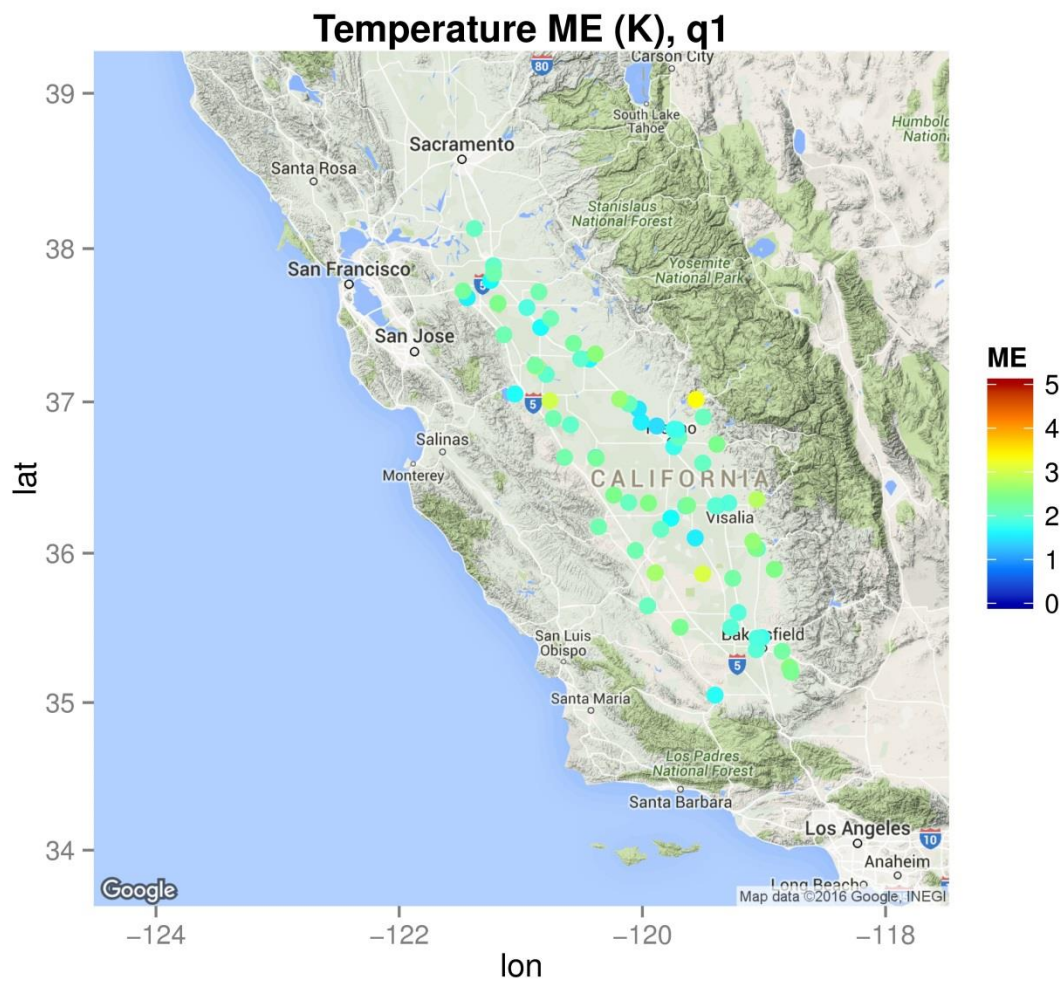 Temperature ME (K), q1
39
38
37
36
35
34
lat
−124
−122
−120
−118
lon
80
Carson City
South Lake
Tahoe
Sacramento
Santa Rosa
Stanislaus
National Forest
San Francisco
5
Yosemite
National Park
San Jose
5
Salinas
Monterey
CALIFORNIA
Visalia
San Luis
Obispo
5
Santa Maria
Los Padres
National Forest
Santa Barbara
Los Angeles
10
Anaheim
Long Beach
Google
Map data ©2016 Google, INEGI
ME
5
4
3
2
1
0